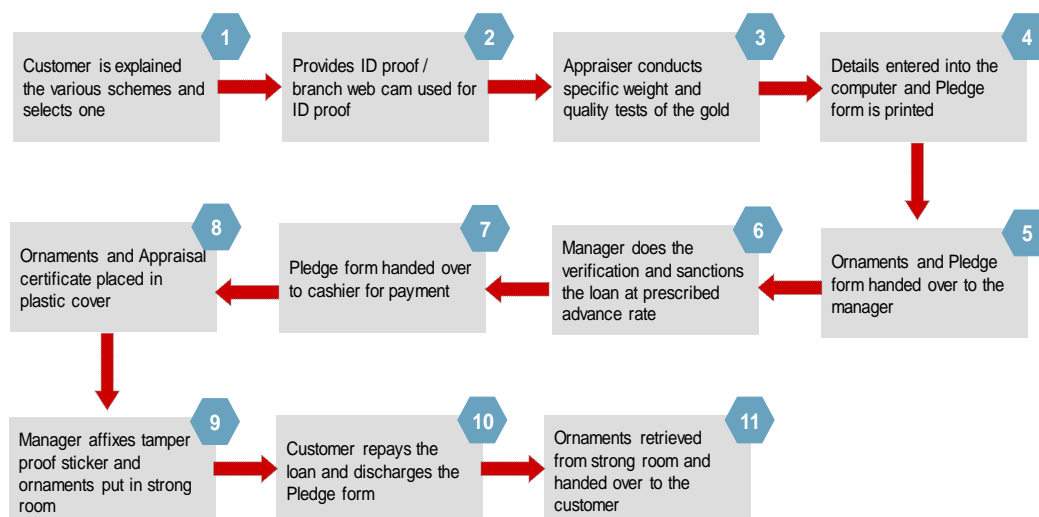 1
Customer is explained
the various schemes and
selects one
2
Provides ID proof /
branch web cam used for
ID proof
3
Appraiser conducts
specific weight and
quality tests of the gold
4
Details entered into the
computer and Pledge
form is printed
5
Ornaments and Pledge
form handed over to the
manager
6
Manager does the
verification and sanctions
the loan at prescribed
advance rate
7
Pledge form handed over
to cashier for payment
8
Ornaments and Appraisal
certificate placed in
plastic cover
9
Manager affixes tamper
proof sticker and
ornaments put in strong
room
10
Customer repays the
loan and discharges the
Pledge form
11
Ornaments retrieved
from strong room and
handed over to the
customer